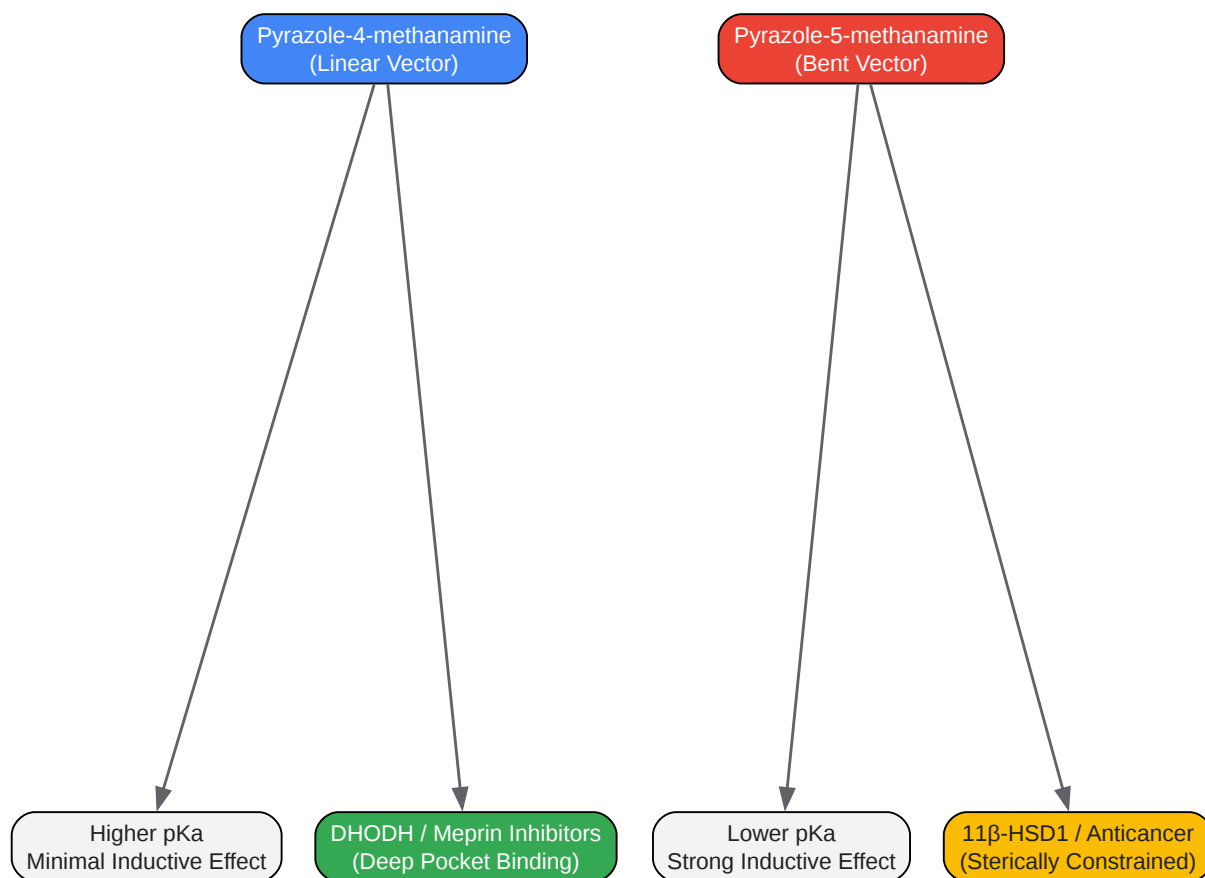 Pyrazole-4-methanamine
(Linear Vector)
Pyrazole-5-methanamine
(Bent Vector)
Higher pKa
Minimal Inductive Effect
DHODH / Meprin Inhibitors
(Deep Pocket Binding)
Lower pKa
Strong Inductive Effect
11β-HSD1 / Anticancer
(Sterically Constrained)